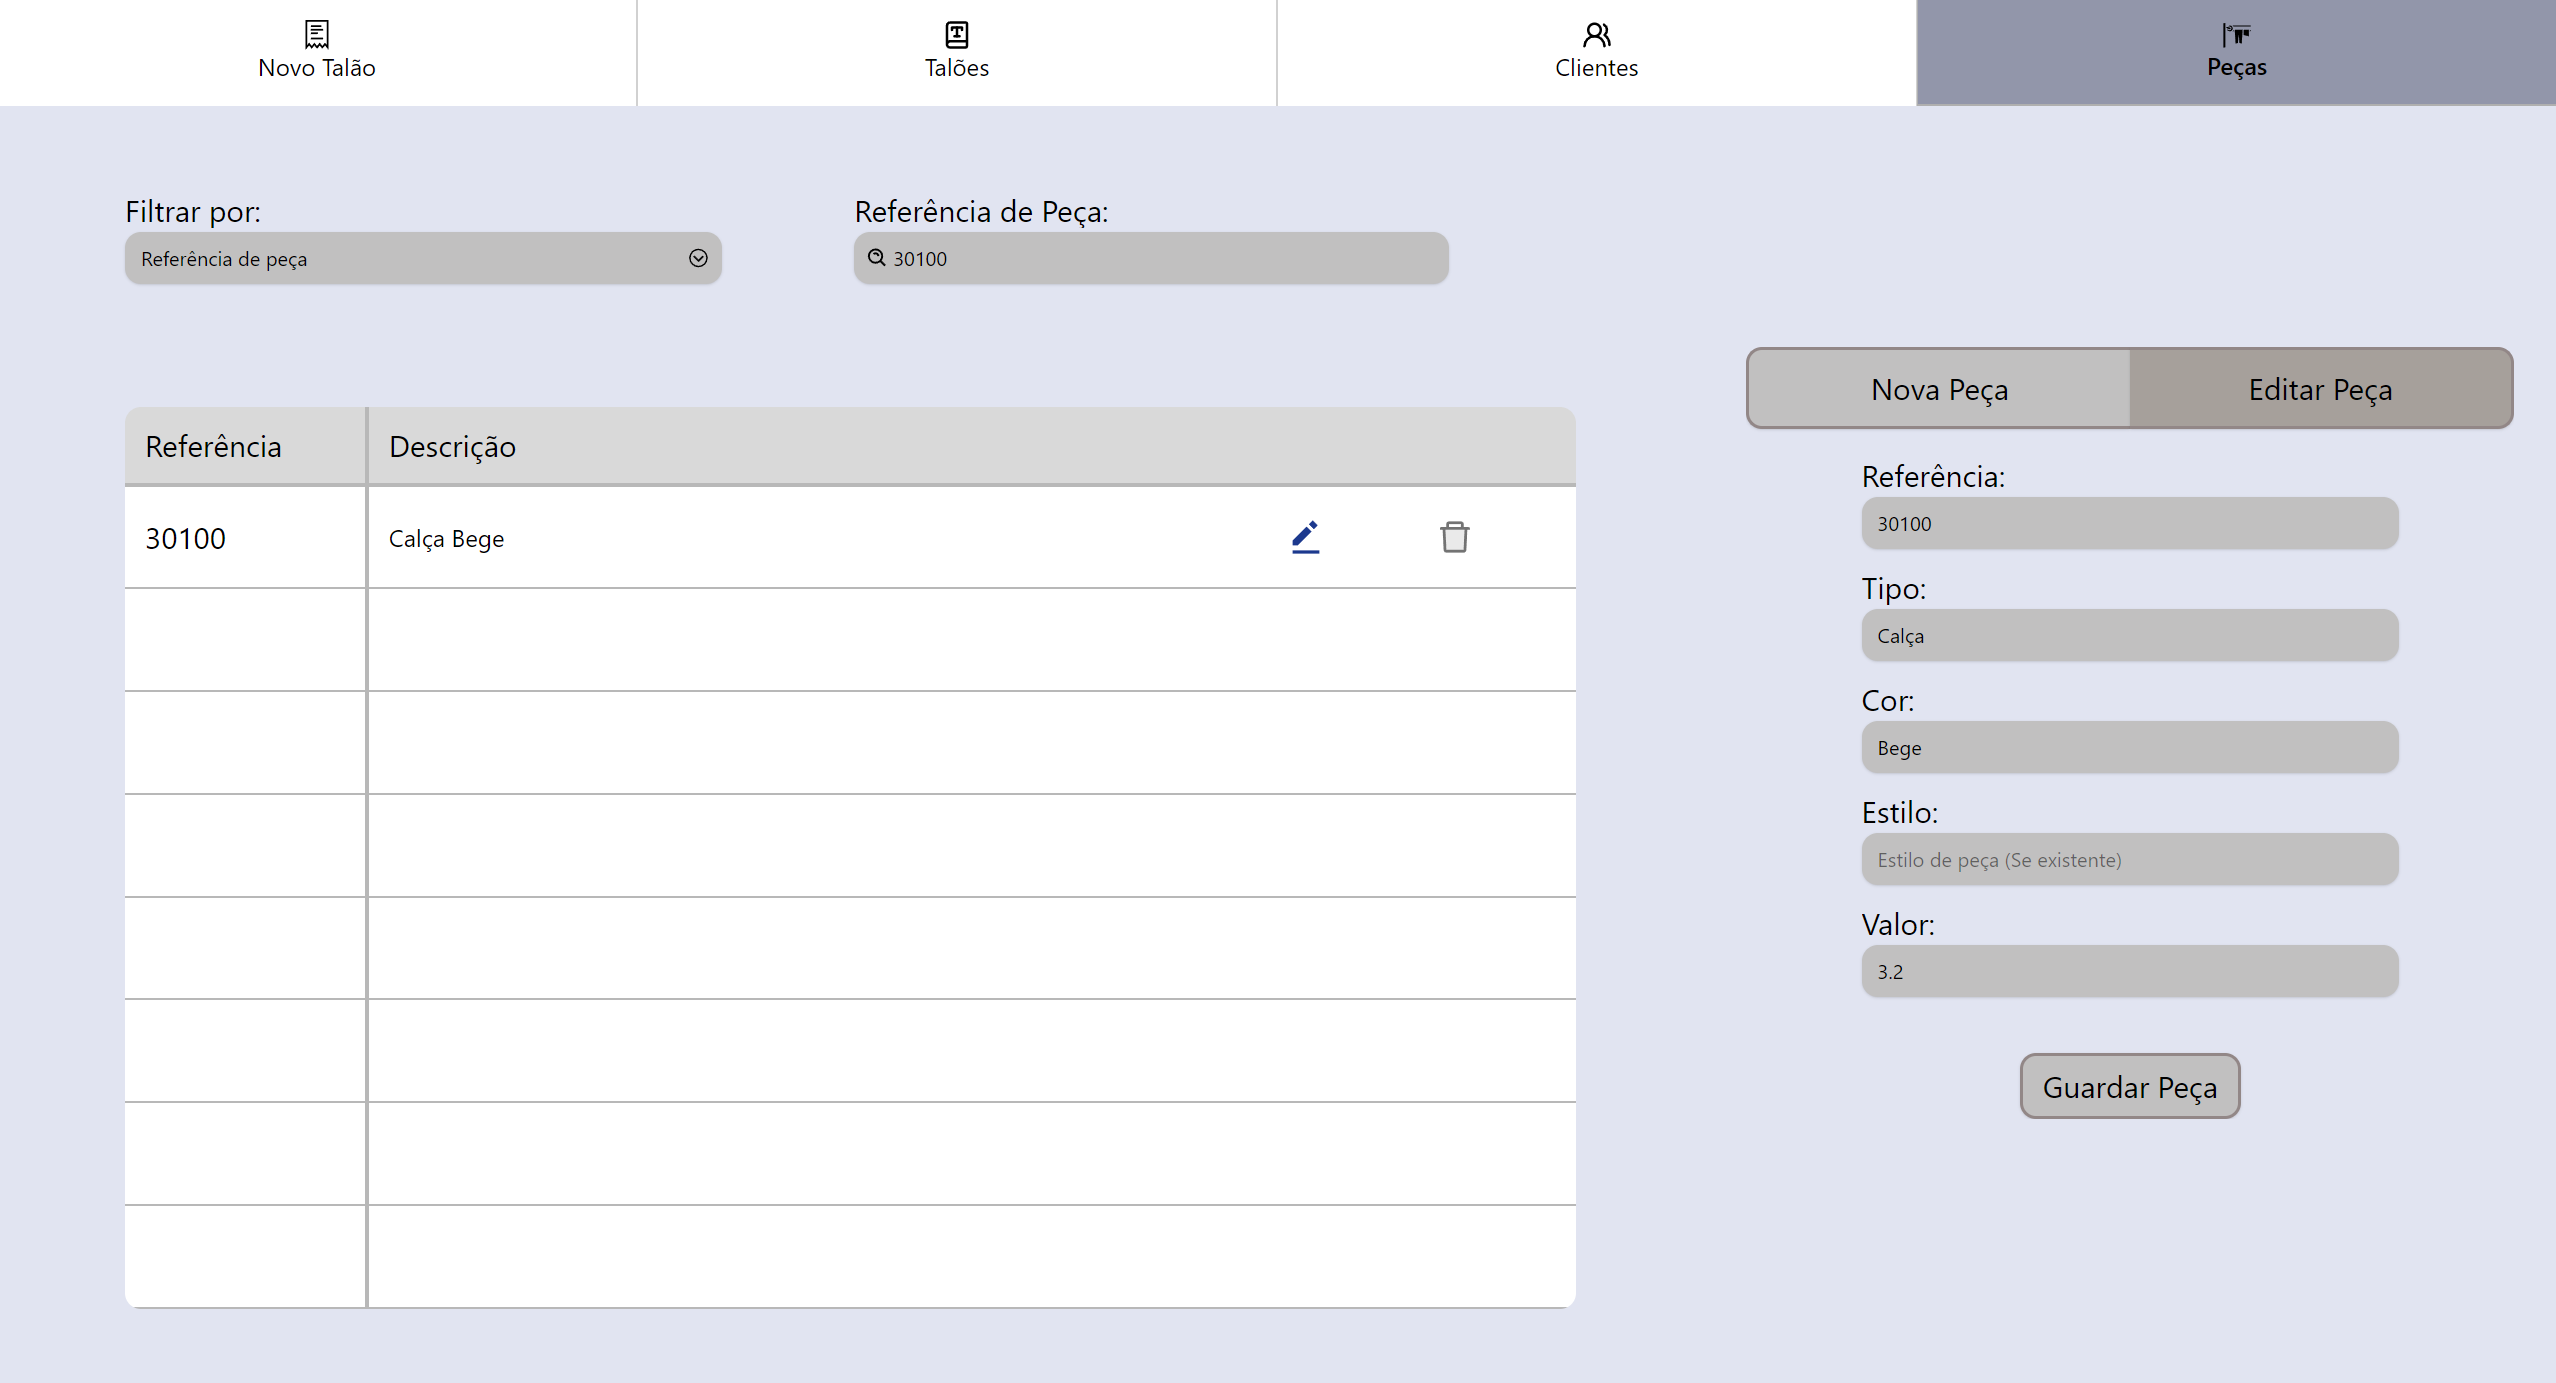 Novo Talão
Talões
Clientes
Peças
Filtrar por:
Referência de peça
Referência de Peça:
30100
Referência
Descrição
30100
Calça Bege
Nova Peça
Editar Peça
Referência:
30100
Tipo:
Calça
Cor:
Bege
Estilo:
Estilo de peça (Se existente)
Valor:
3.2
Guardar Peça